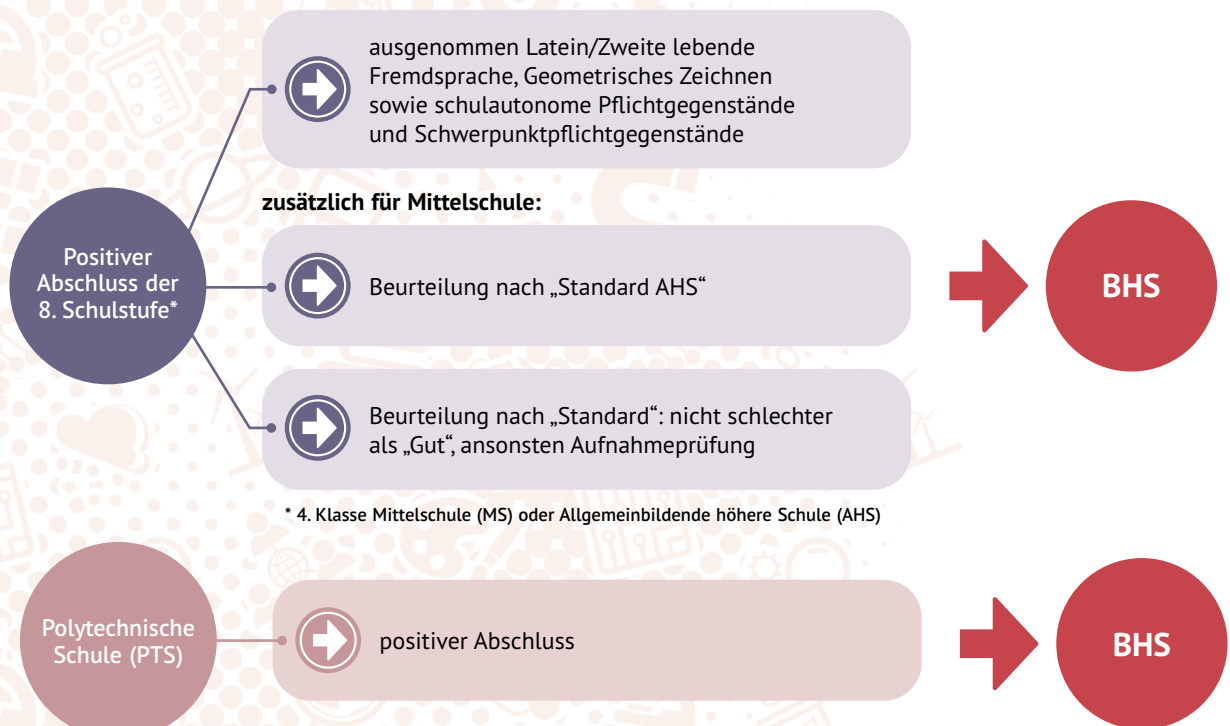 ausgenommen Latein/Zweite lebende
Fremdsprache, Geometrisches Zeichnen
sowie schulautonome Pflichtgegenstände
und Schwerpunktpflichtgegenstände
zusätzlich für Mittelschule:
Positiver
Abschluss der
8. Schulstufe*
Beurteilung nach „Standard AHS“
BHS
Beurteilung nach „Standard“: nicht schlechter
als „Gut“, ansonsten Aufnahmeprüfung
* 4. Klasse Mittelschule (MS) oder Allgemeinbildende höhere Schule (AHS)
Polytechnische
Schule (PTS)
positiver Abschluss
BHS